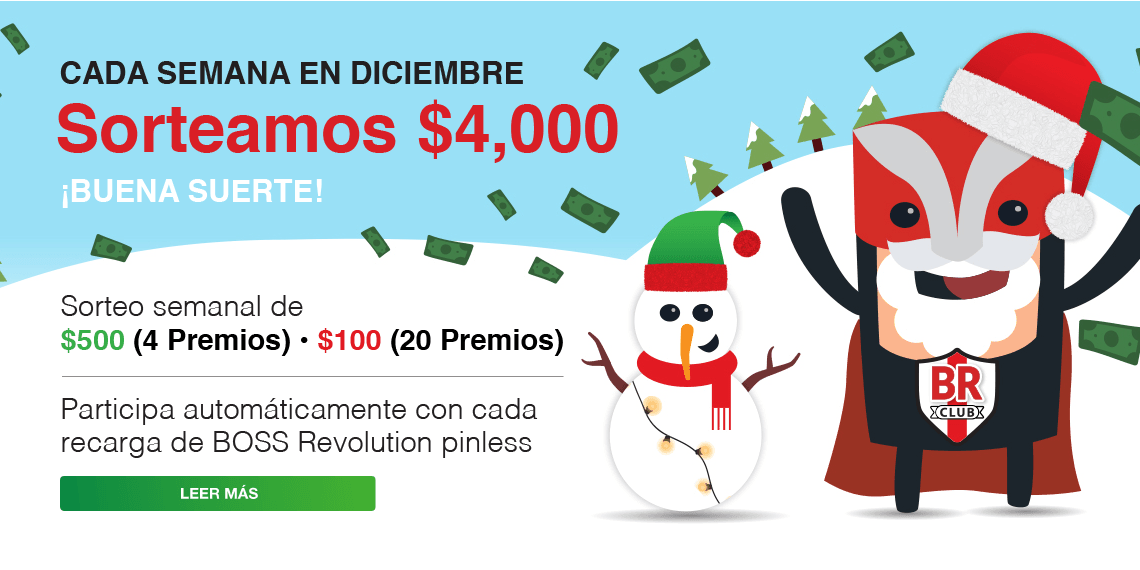 CADA SEMANA EN DICIEMBRE
Sorteamos $4,000
¡BUENA SUERTE!
Sorteo semanal de
$500 (4 Premios) • $100 (20 Premios)
Participa automáticamente con cada
recarga de BOSS Revolution pinless
LEER MÁS
BR
CLUB